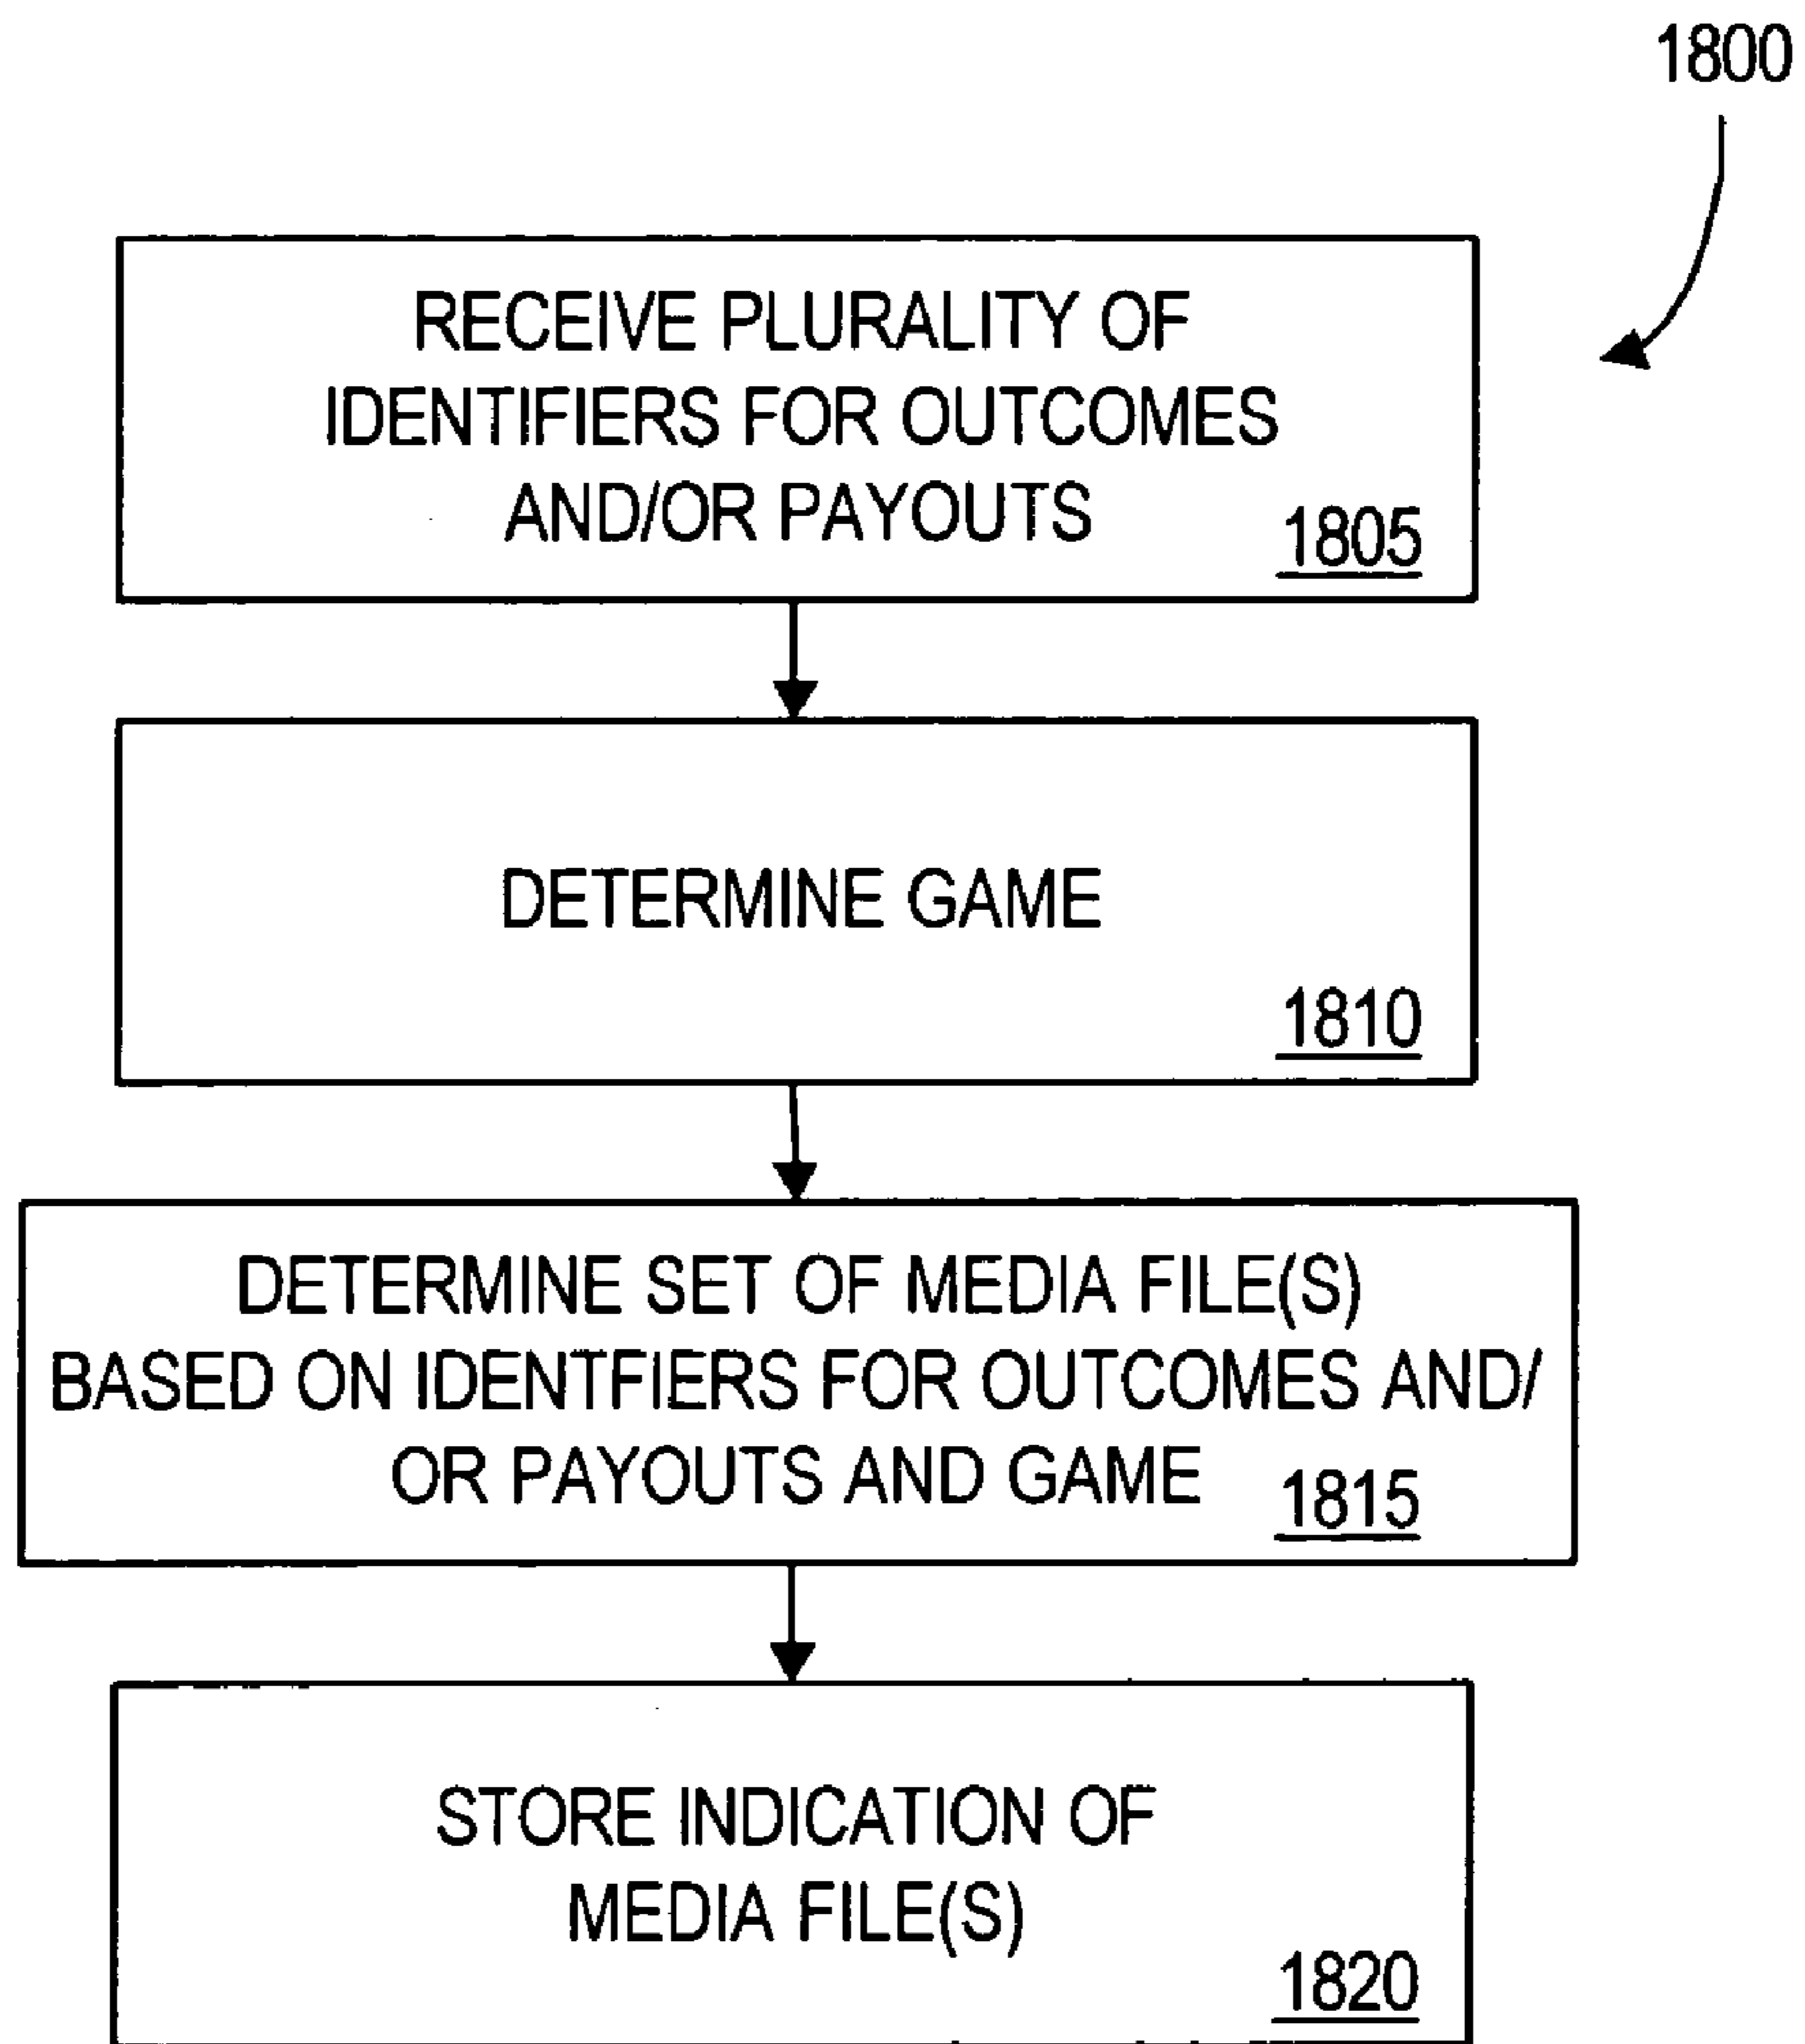 1800
RECEIVE PLURALITY OF
IDENTIFIERS FOR OUTCOMES
AND/OR PAYOUTS
1805
DETERMINE GAME
1810
DETERMINE SET OF MEDIA FILE(S)
BASED ON IDENTFIERS FOR OUTCOMES AND/
OR PAYOUTS AND GAME
1815
STORE INDICATION OF
MEDIA FILE(S)
1820